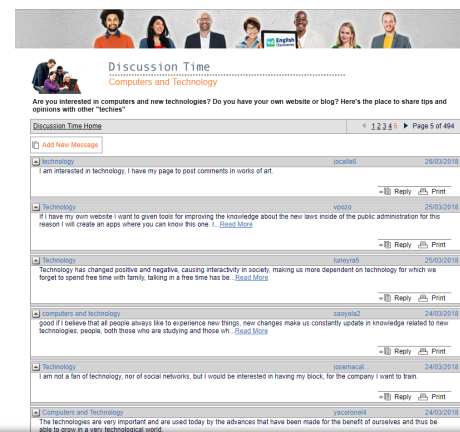 English
Discoveries
Discussion Time
Computers and Technology
Are you interested in computers and new technologies? Do you have your own website or blog? Here's the place to share tips and
opinions with other "techies"
Discussion Time Home
1 2 3 4 5 Page 5 of 494
Add New Message
technology jocalla6 26/03/2018
I am interested in technology, I have my page to post comments in works of art.
Reply Print
Technology vpozo 25/03/2018
If I have my own website I want to given tools for improving the knowledge about the new laws inside of the public administration for this
reason I will create an apps where you can know this one. I...Read More
Reply Print
Technology luneyra5 25/03/2018
Technology has changed positive and negative, causing interactivity in society, making us more dependent on technology for which we
forget to spend free time with family, talking in a free time has be...Read More
Reply Print
computers and technology saoyola2 24/03/2018
good if I believe that all people always like to experience new things, new changes make us constantly update in knowledge related to new
technologies, people, both those who are studying and those wh...Read More
Reply Print
Technology josemacal... 24/03/2018
I am not a fan of technology, nor of social networks, but I would be interested in having my block, for the company I want to train.
Reply Print
Computers and Technology yacoronel4 24/03/2018
The technologies are very important and are used today by the advances that have been made for the benefit of ourselves and thus be
able to grow in a very technological world.